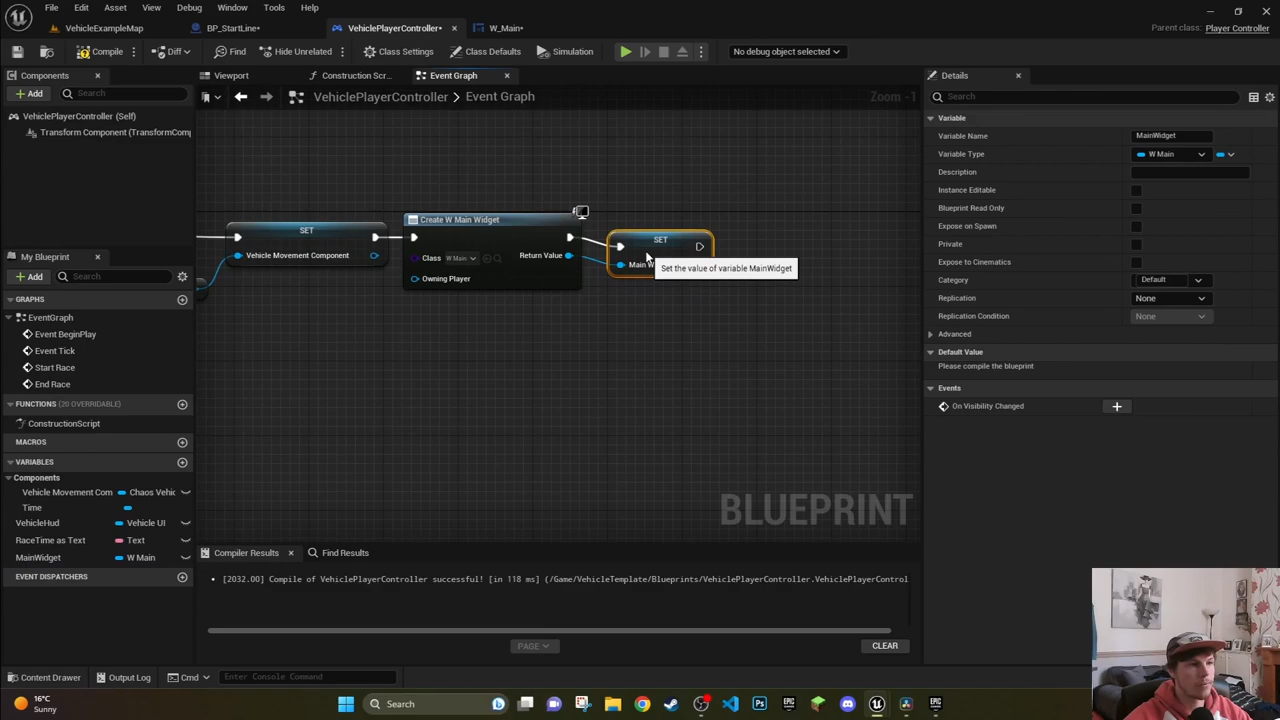 File Edit Asset View Debug Window Tools Help
VehicleExampleMap
BP_StartLine*
VehiclePlayerController*
W_Main*
Parent class: Player Controller
Compile
Diff
Find
Hide Unrelated
Class Settings
Class Defaults
Simulation
No debug object selected
Components
Add
Search
VehiclePlayerController (Self)
Transform Component (TransformComp
My Blueprint
Add
Search
GRAPHS
EventGraph
Event BeginPlay
Event Tick
Start Race
End Race
FUNCTIONS (20 OVERRIDABLE)
ConstructionScript
MACROS
VARIABLES
Components
Vehicle Movement Com Chaos Vehic
Time
VehicleHud Vehicle UI
RaceTime as Text Text
MainWidget W Main
EVENT DISPATCHERS
Viewport
Construction Scr...
Event Graph
VehiclePlayerController > Event Graph
Zoom -1
SET
Vehicle Movement Component
Create W Main Widget
Class W Main
Return Value
Owning Player
SET
Main W
Set the value of variable MainWidget
BLUEPRINT
Compiler Results
Find Results
[2032.00] Compile of VehiclePlayerController successful! [in 118 ms] (/Game/VehicleTemplate/Blueprints/VehiclePlayerController.VehiclePlayerControl
PAGE
CLEAR
Details
Search
Variable
Variable Name MainWidget
Variable Type W Main
Description
Instance Editable
Blueprint Read Only
Expose on Spawn
Private
Expose to Cinematics
Category Default
Replication None
Replication Condition None
Advanced
Default Value
Please compile the blueprint
Events
On Visibility Changed
Content Drawer
Output Log
Cmd
Enter Console Command
16°C
Sunny
Search